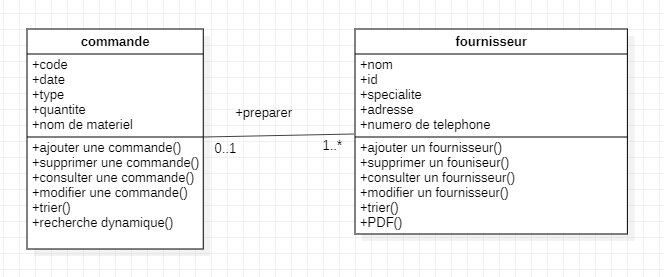 commande
+code
+date
+type
+quantite
+nom de materiel
+ajouter une commande()
+supprimer une commande()
+consulter une commande()
+modifier une commande()
+trier()
+recherche dynamique()
+preparer
0..1
1..*
fournisseur
+nom
+id
+specialite
+adresse
+numero de telephone
+ajouter un fournisseur()
+supprimer un founiseur()
+consulter un fournisseur()
+modifier un fournisseur()
+trier()
+PDF()